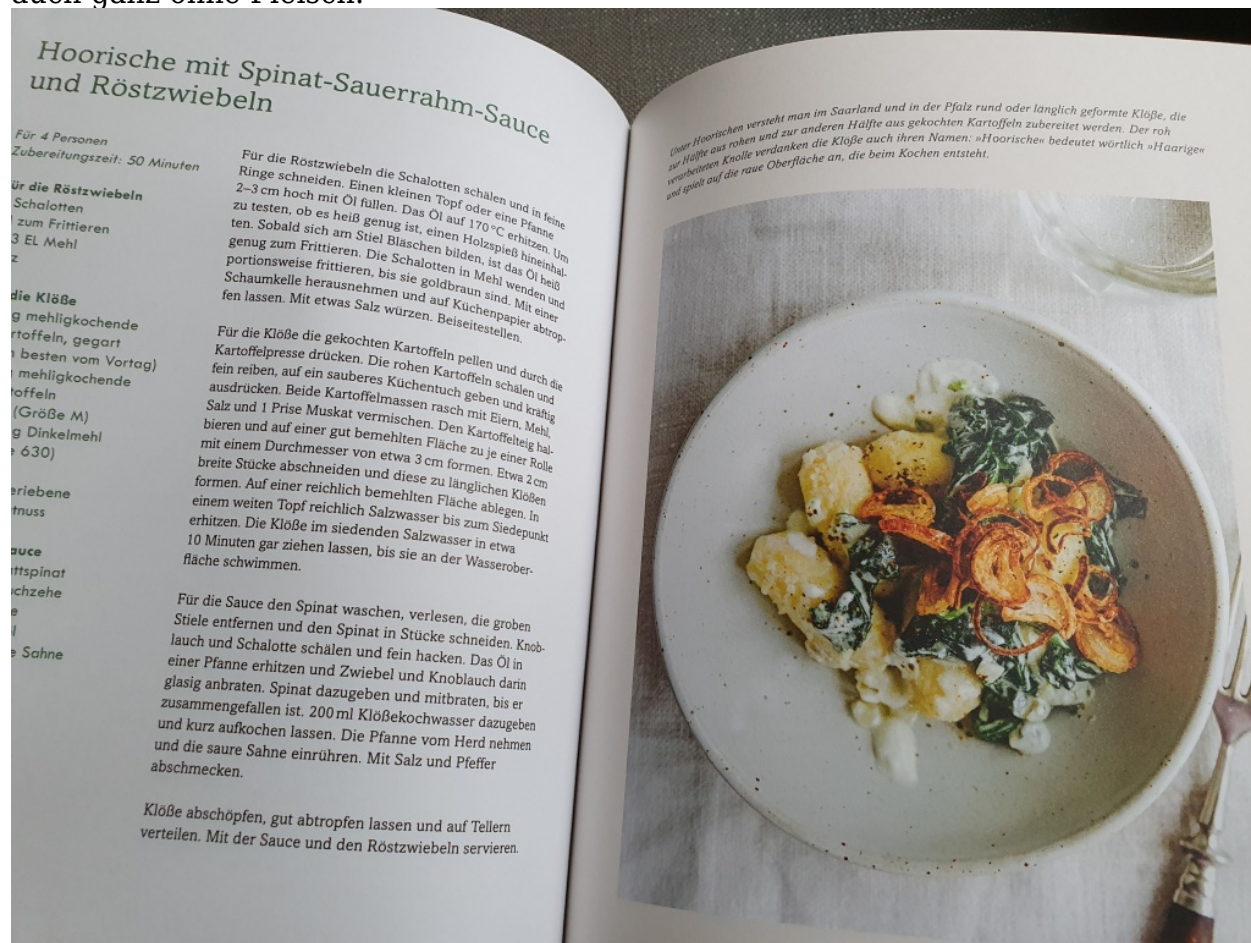 auch ganz ohne Fleisch.
Hoorische mit Spinat-Sauerrahm-Sauce
und Röstzwiebeln
Für 4 Personen
Zubereitungszeit: 50 Minuten
ür die Röstzwiebeln
Schalotten
zum Frittieren
3 EL Mehl
z
die Klöße
g mehligkochende
rtoffeln, gegart
besten vom Vortag)
mehligkochende
toffeln
(Größe M)
g Dinkelmehl
630)
eriebene
tnuss
auce
ttspinat
chzehe
e
l
e Sahne
Für die Röstzwiebeln die Schalotten schälen und in feine
Ringe schneiden. Einen kleinen Topf oder eine Pfanne
2–3 cm hoch mit Öl füllen. Das Öl auf 170 °C erhitzen. Um
zu testen, ob es heiß genug ist, einen Holzspieß hineinhal-
ten. Sobald sich am Stiel Bläschen bilden, ist das Öl heiß
genug zum Frittieren. Die Schalotten in Mehl wenden und
portionsweise frittieren, bis sie goldbraun sind. Mit einer
Schaumkelle herausnehmen und auf Küchenpapier abtrop-
fen lassen. Mit etwas Salz würzen. Beiseitestellen.
Für die Klöße die gekochten Kartoffeln pellen und durch die
Kartoffelpresse drücken. Die rohen Kartoffeln schälen und
fein reiben, auf ein sauberes Küchentuch geben und kräftig
ausdrücken. Beide Kartoffelmassen rasch mit Eiern, Mehl,
Salz und 1 Prise Muskat vermischen. Den Kartoffelteig hal-
bieren und auf einer gut bemehlten Fläche zu je einer Rolle
mit einem Durchmesser von etwa 3 cm formen. Etwa 2 cm
breite Stücke abschneiden und diese zu länglichen Klößen
formen. Auf einer reichlich bemehlten Fläche ablegen. In
einem weiten Topf reichlich Salzwasser bis zum Siedepunkt
erhitzen. Die Klöße im siedenden Salzwasser in etwa
10 Minuten gar ziehen lassen, bis sie an der Wasserober-
fläche schwimmen.
Für die Sauce den Spinat waschen, verlesen, die groben
Stiele entfernen und den Spinat in Stücke schneiden. Knob-
lauch und Schalotte schälen und fein hacken. Das Öl in
einer Pfanne erhitzen und Zwiebel und Knoblauch darin
glasig anbraten. Spinat dazugeben und mitbraten, bis er
zusammengefallen ist. 200 ml Klößekochwasser dazugeben
und kurz aufkochen lassen. Die Pfanne vom Herd nehmen
und die saure Sahne einrühren. Mit Salz und Pfeffer
abschmecken.
Klöße abschöpfen, gut abtropfen lassen und auf Tellern
verteilen. Mit der Sauce und den Röstzwiebeln servieren.
Unter Hoorischen versteht man im Saarland und in der Pfalz rund oder länglich geformte Klöße, die
zur Hälfte aus rohen und zur anderen Hälfte aus gekochten Kartoffeln zubereitet werden. Der roh
verarbeiteten Knolle verdanken die Klöße auch ihren Namen: »Hoorische« bedeutet wörtlich »Haarige«
und spielt auf die raue Oberfläche an, die beim Kochen entsteht.